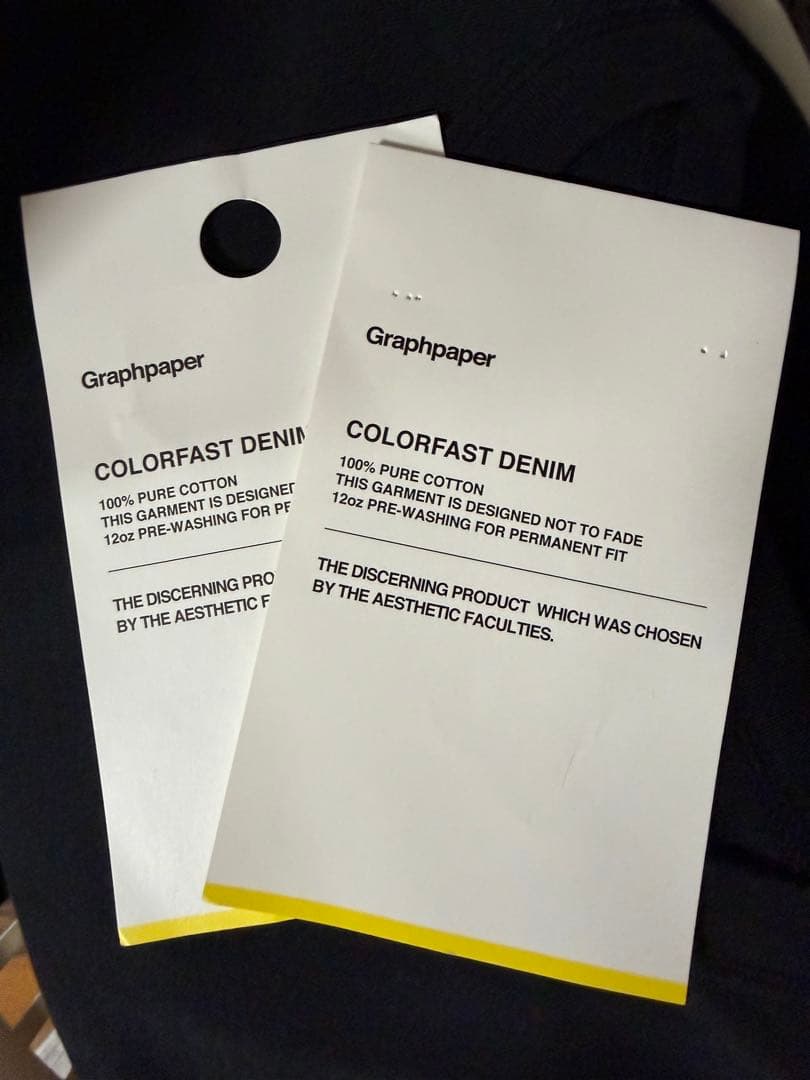 Graphpaper
COLORFAST DENIM
100% PURE COTTON
THIS GARMENT IS DESIGNED
12oz PRE-WASHING FOR PE
THE DISCERNING PRO
BY THE AESTHETIC F
Graphpaper
COLORFAST DENIM
100% PURE COTTON
THIS GARMENT IS DESIGNED NOT TO FADE
12oz PRE-WASHING FOR PERMANENT FIT
THE DISCERNING PRODUCT WHICH WAS CHOSEN
BY THE AESTHETIC FACULTIES.